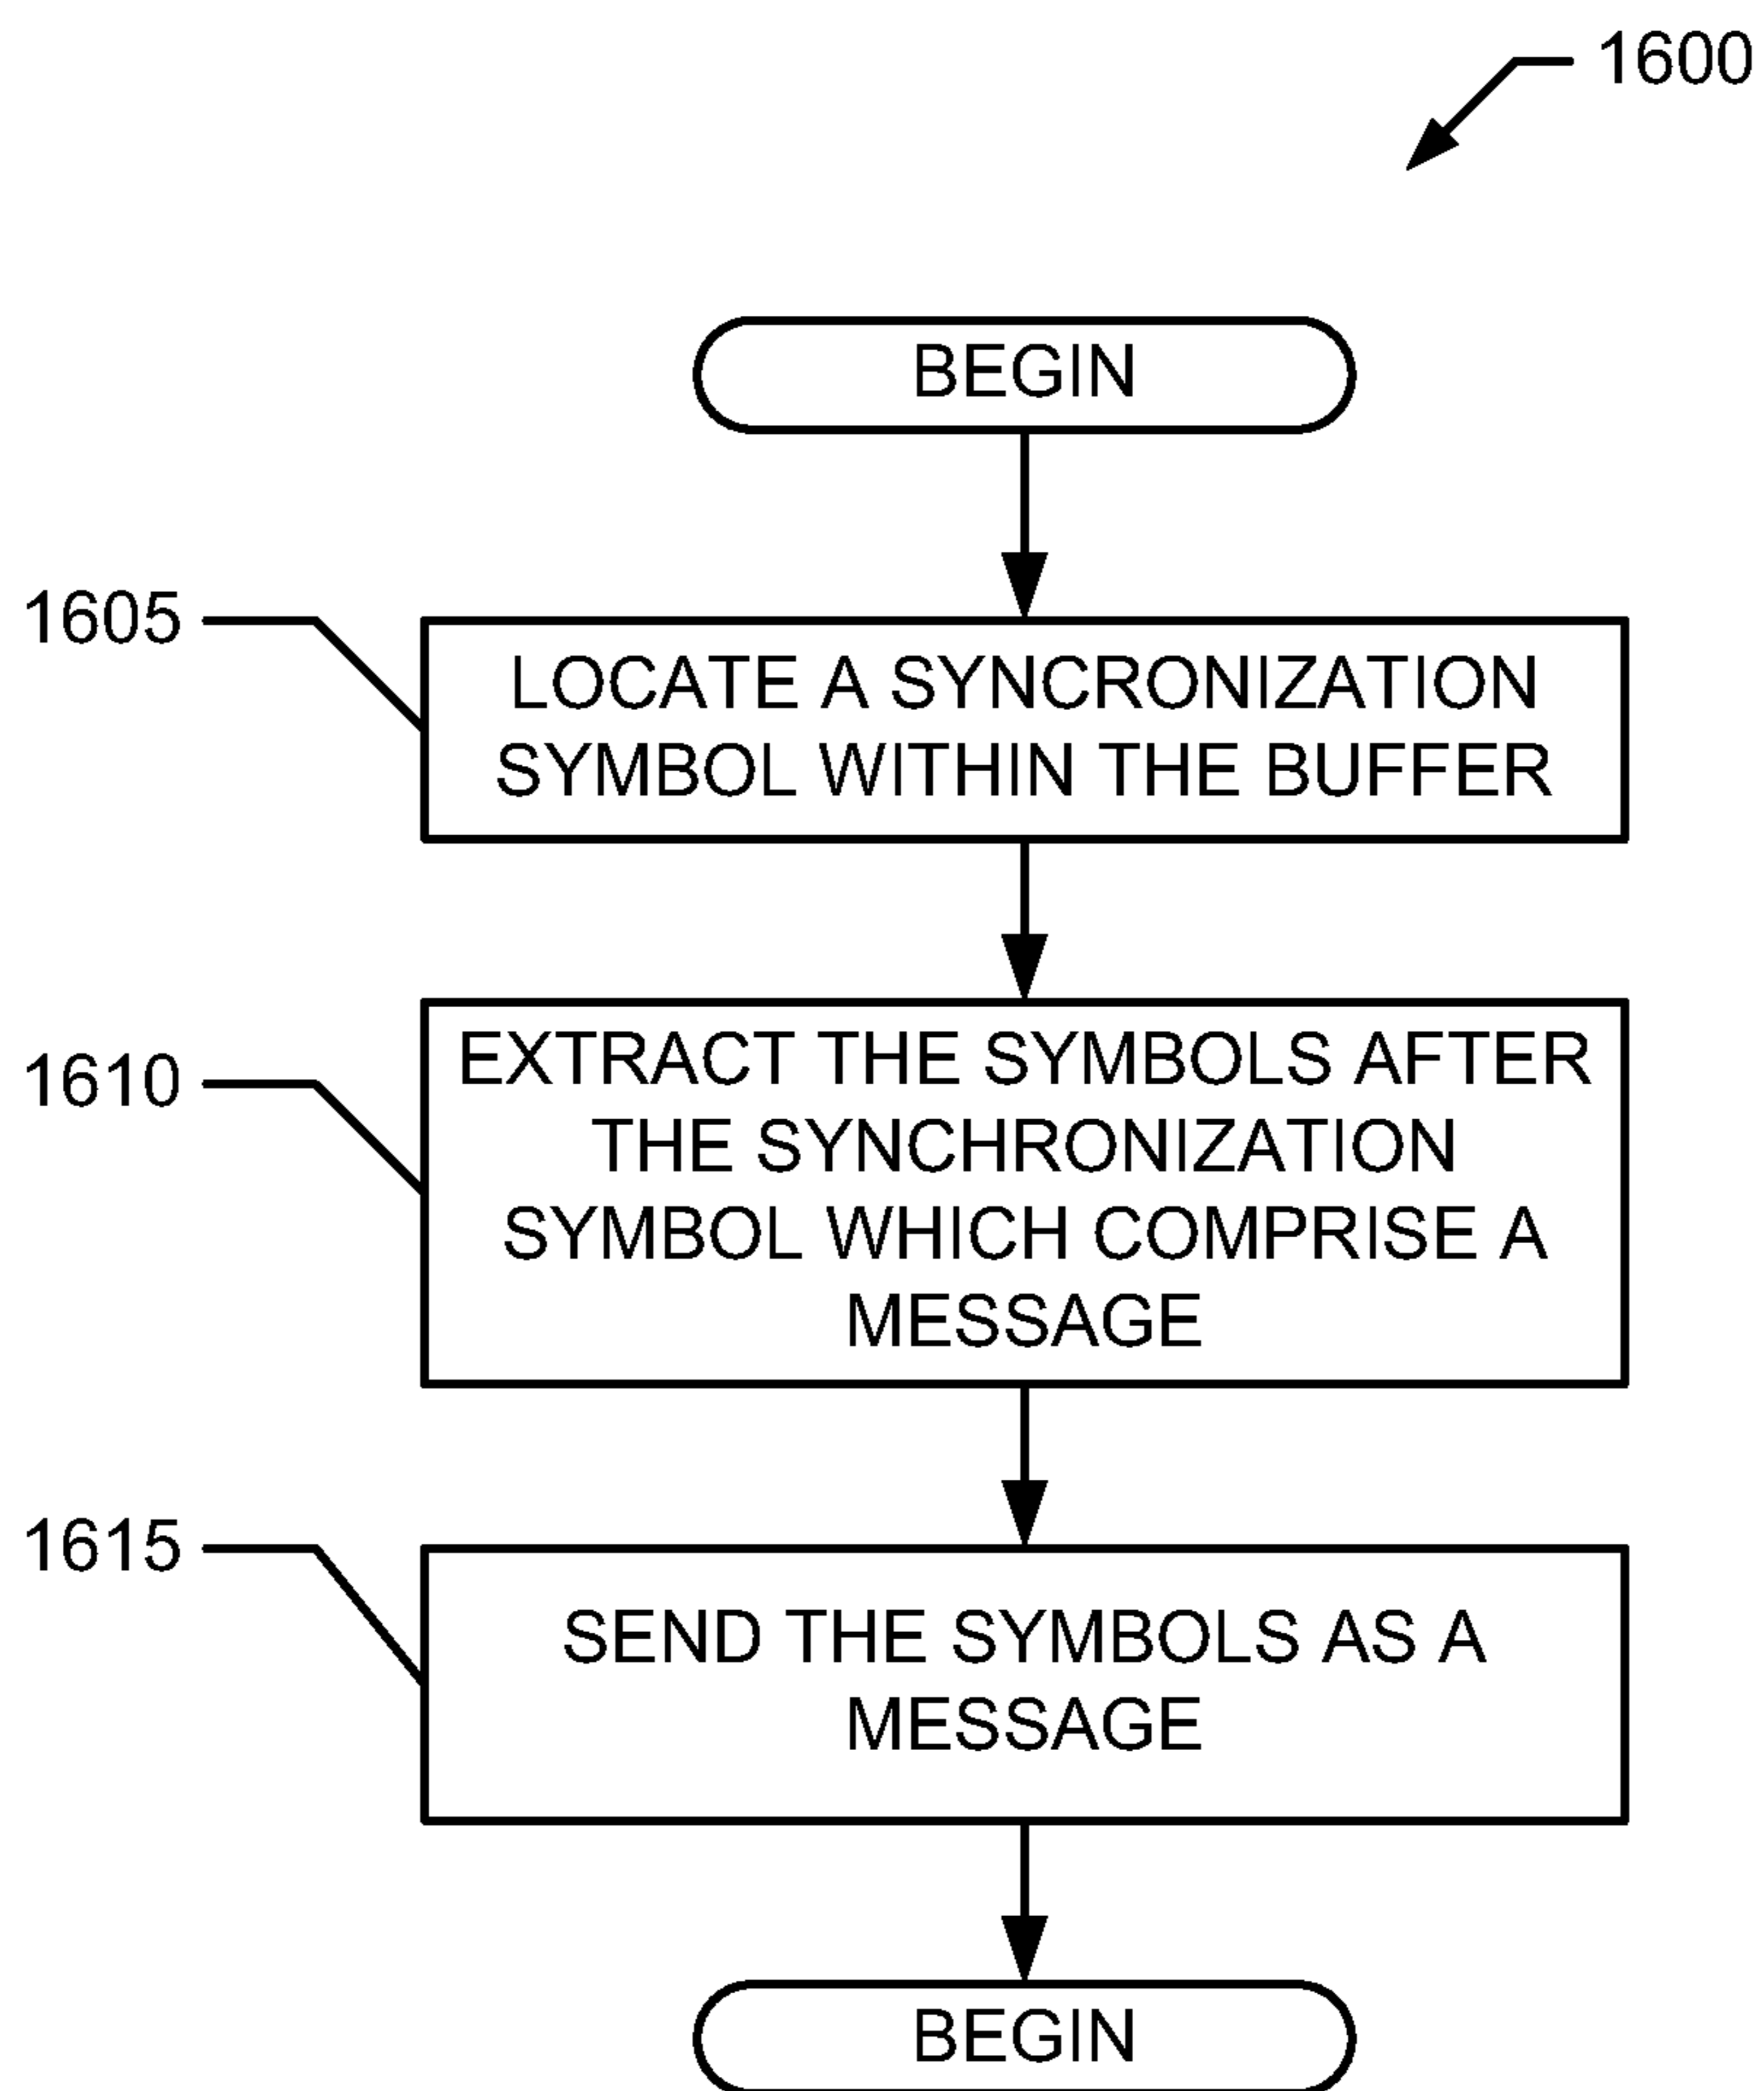 1600
BEGIN
1605
LOCATE A SYNCRONIZATION
SYMBOL WITHIN THE BUFFER
1610
EXTRACT THE SYMBOLS AFTER
THE SYNCHRONIZATION
SYMBOL WHICH COMPRISE A
MESSAGE
1615
SEND THE SYMBOLS AS A
MESSAGE
BEGIN